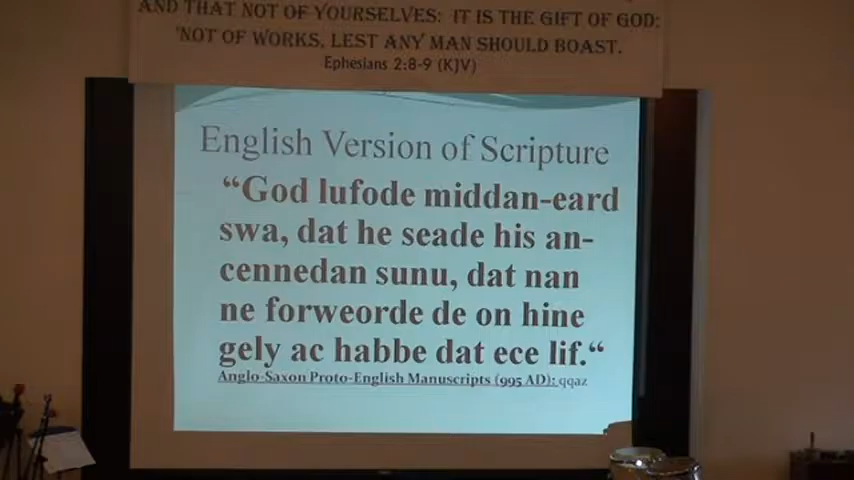 AND THAT NOT OF YOURSELVES: IT IS THE GIFT OF GOD:
'NOT OF WORKS, LEST ANY MAN SHOULD BOAST.
Ephesians 2:8-9 (KJV)
English Version of Scripture
“God lufode middan-eard
swa, dat he seade his an-
cennedan sunu, dat nan
ne forweorde de on hine
gely ac habbe dat ece lif.“
Anglo-Saxon Proto-English Manuscripts (995 AD): qqaz